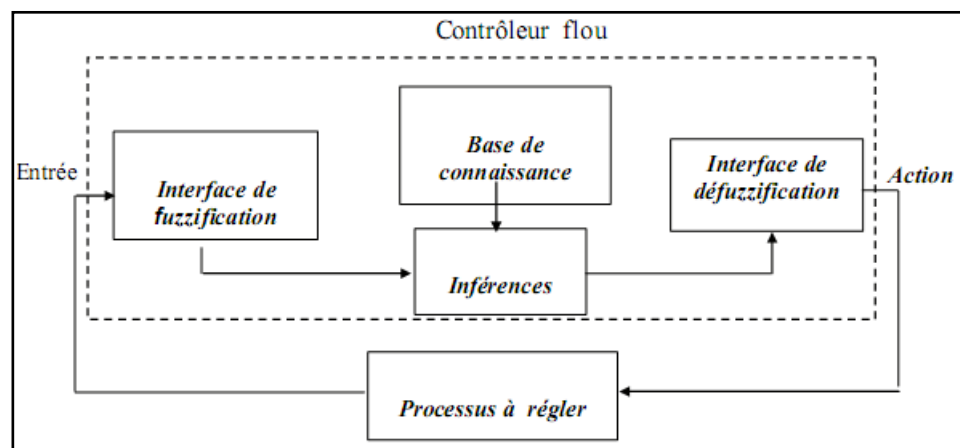 Contrôleur flou
Entrée
Interface de
fuzzification
Base de
connaissance
Inférences
Interface de
défuzzification
Action
Processus à régler